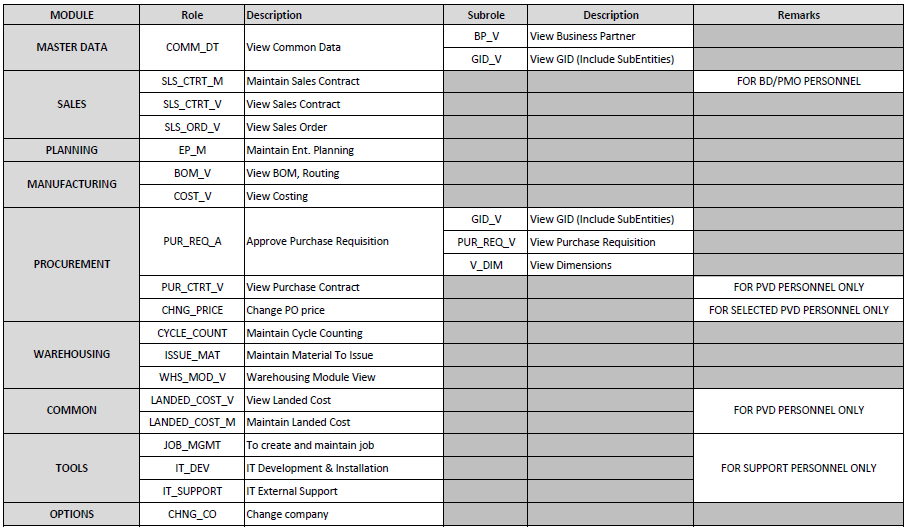 MODULE Role Description Subrole Description Remarks
MASTER DATA COMM_DT View Common Data BP_V View Business Partner
GID_V View GID (Include SubEntities)
SALES SLS_CTRT_M Maintain Sales Contract FOR BD/PMO PERSONNEL
SLS_CTRT_V View Sales Contract
SLS_ORD_V View Sales Order
PLANNING EP_M Maintain Ent. Planning
MANUFACTURING BOM_V View BOM, Routing
COST_V View Costing
PROCUREMENT PUR_REQ_A Approve Purchase Requisition GID_V View GID (Include SubEntities)
PUR_REQ_V View Purchase Requisition
V_DIM View Dimensions
PUR_CTRT_V View Purchase Contract FOR PVD PERSONNEL ONLY
CHNG_PRICE Change PO price FOR SELECTED PVD PERSONNEL ONLY
WAREHOUSING CYCLE_COUNT Maintain Cycle Counting
ISSUE_MAT Maintain Material To Issue
WHS_MOD_V Warehousing Module View
COMMON LANDED_COST_V View Landed Cost FOR PVD PERSONNEL ONLY
LANDED_COST_M Maintain Landed Cost
TOOLS JOB_MGMT To create and maintain job FOR SUPPORT PERSONNEL ONLY
IT_DEV IT Development & Installation
IT_SUPPORT IT External Support
OPTIONS CHNG_CO Change company